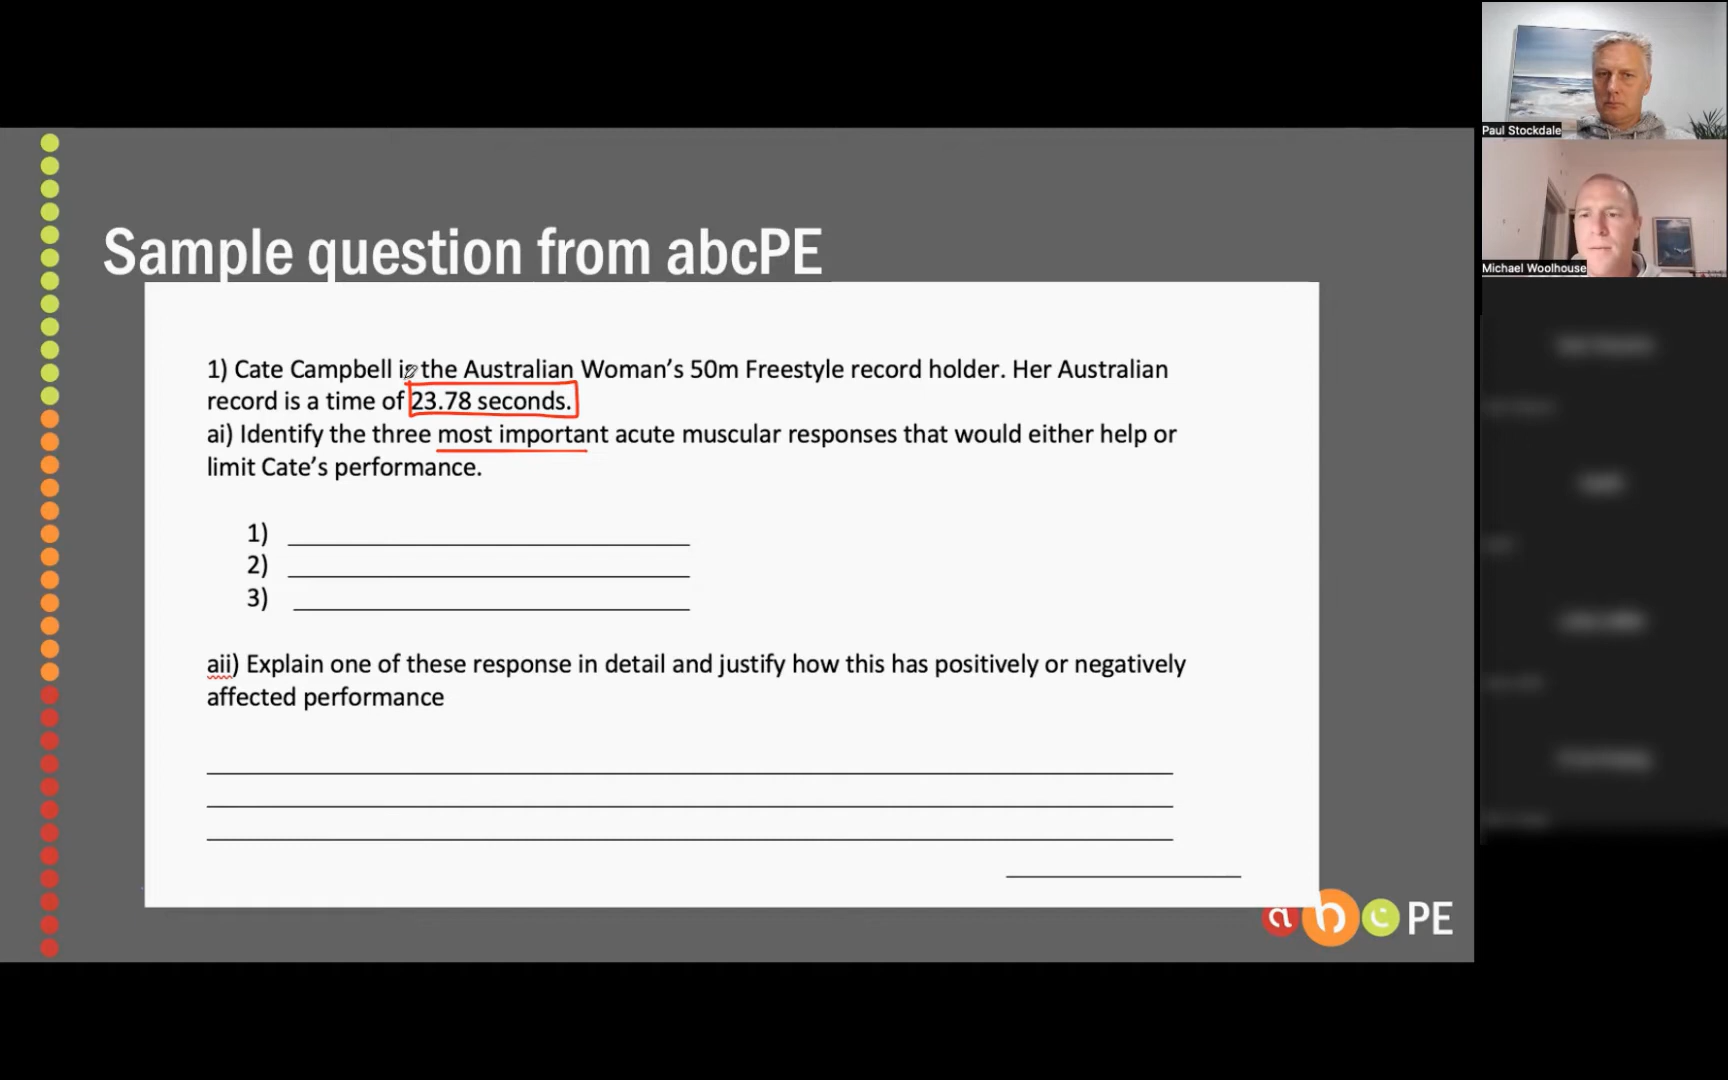 Sample question from abcPE
1) Cate Campbell is the Australian Woman's 50m Freestyle record holder. Her Australian
record is a time of 23.78 seconds.
ai) Identify the three most important acute muscular responses that would either help or
limit Cate's performance.
1)
2)
3)
aii) Explain one of these response in detail and justify how this has positively or negatively
affected performance
abc PE
Paul Stockdale
Michael Woolhouse